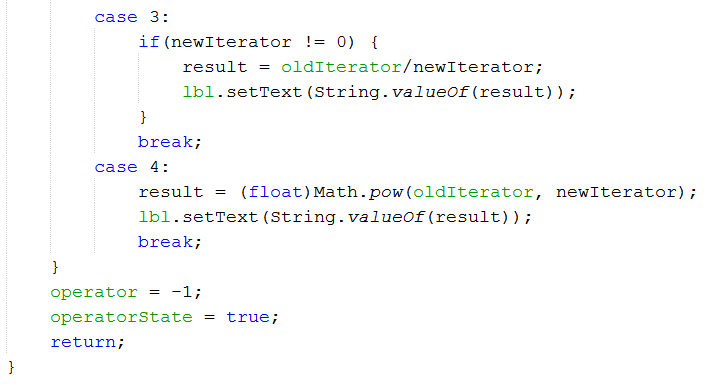 case 3:
if(newIterator != 0) {
result = oldIterator/newIterator;
lbl.setText(String.valueOf(result));
}
break;
case 4:
result = (float)Math.pow(oldIterator, newIterator);
lbl.setText(String.valueOf(result));
break;
}
operator = -1;
operatorState = true;
return;
}